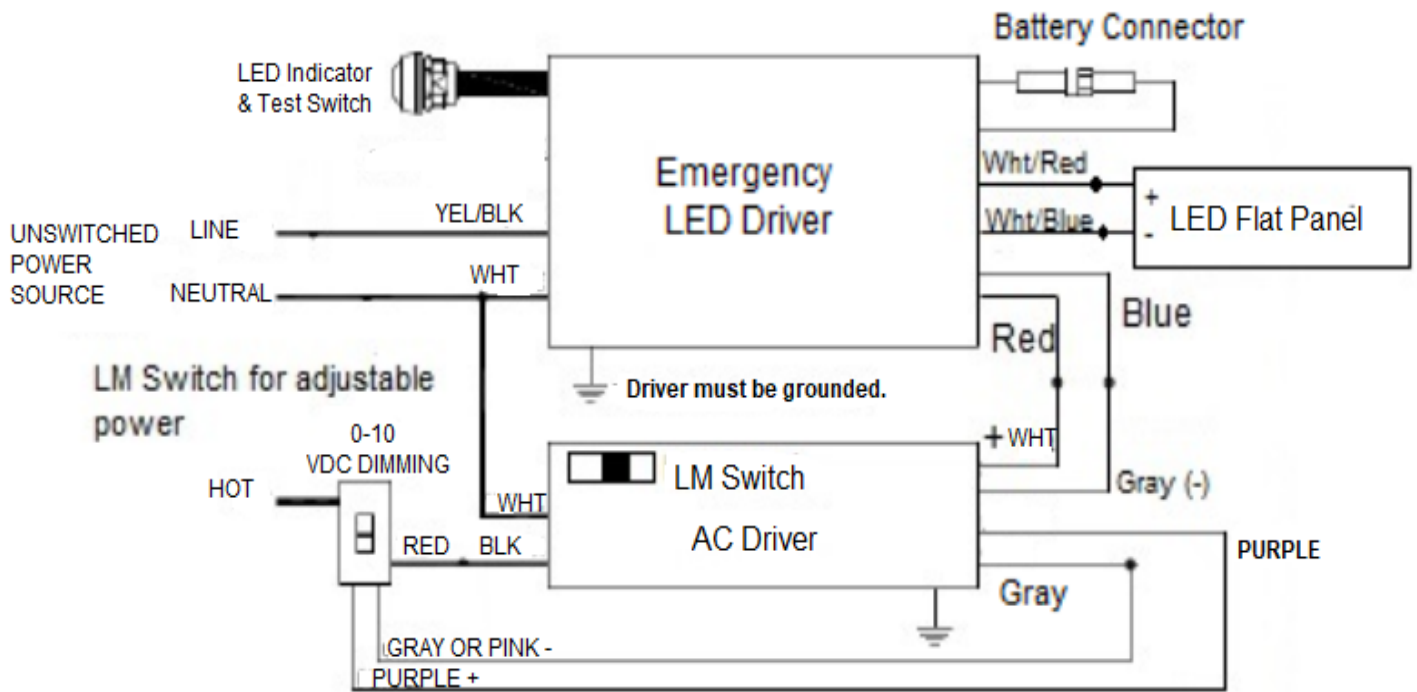 Battery Connector
LED Indicator
& Test Switch
Emergency
LED Driver
Wht/Red
Wht/Blue
+
-
LED Flat Panel
UNSWITCHED
POWER
SOURCE
LINE
NEUTRAL
YEL/BLK
WHT
Red
Blue
Driver must be grounded.
LM Switch for adjustable
power
0-10
VDC DIMMING
HOT
RED
BLK
WHT
LM Switch
AC Driver
+ WHT
Gray (-)
PURPLE
Gray
GRAY OR PINK -
PURPLE +